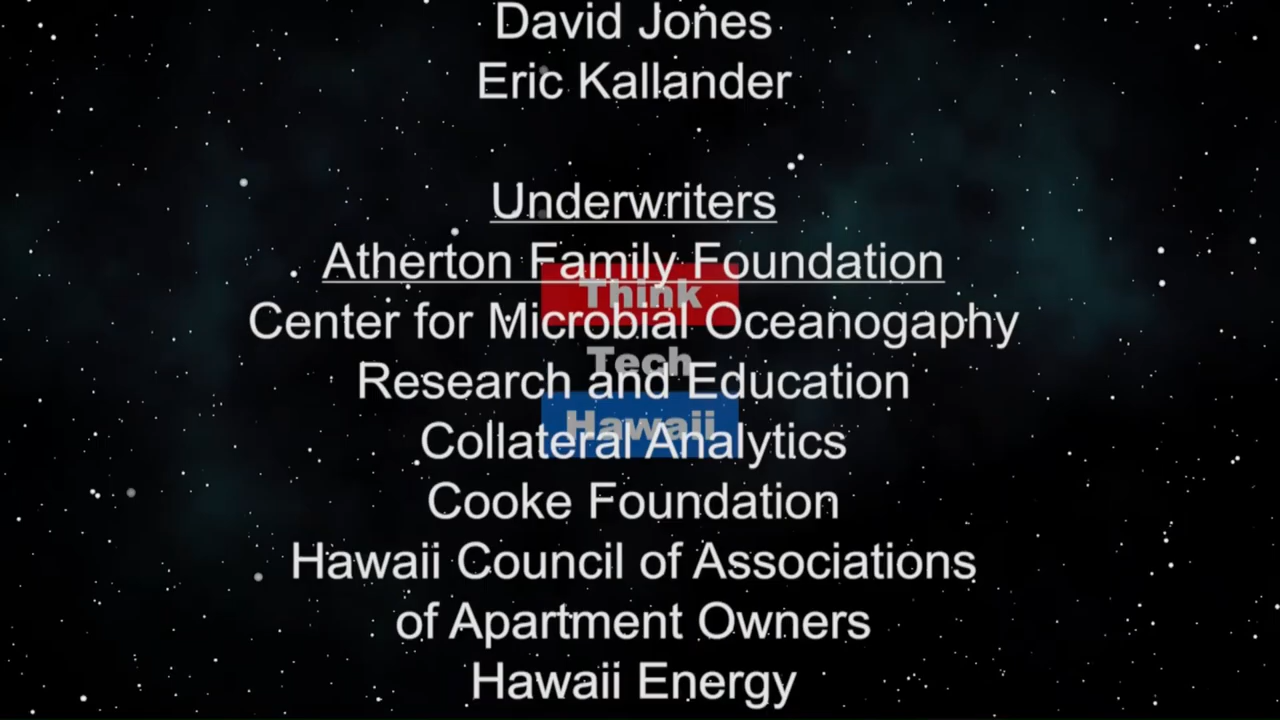 David Jones
Eric Kallander
Underwriters
Atherton Family Foundation
Think
Center for Microbial Oceanogaphy
Tech
Research and Education
Hawaii
Collateral Analytics
Cooke Foundation
Hawaii Council of Associations
of Apartment Owners
Hawaii Energy